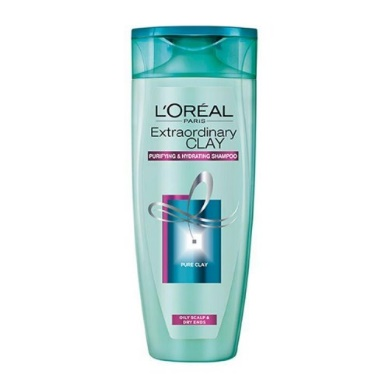 L'ORÉAL
PARIS
Extraordinary
CLAY
PURIFYING & HYDRATING SHAMPOO
PURE CLAY
OILY SCALP &
DRY ENDS